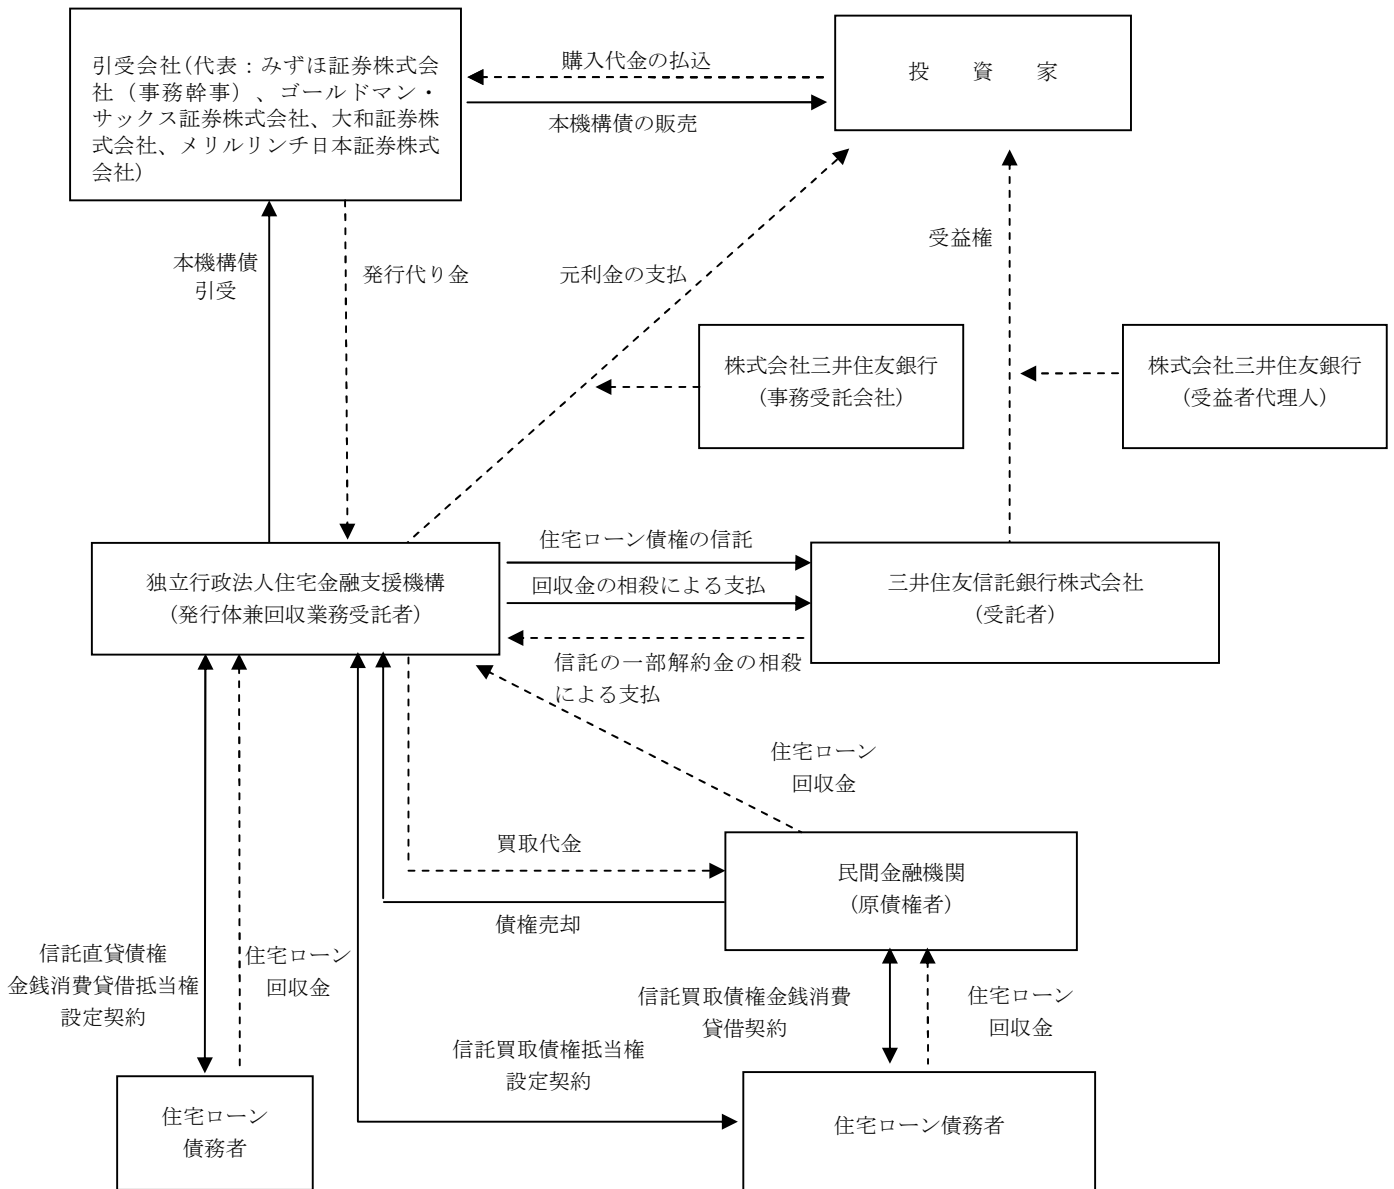 引受会社(代表：みずほ証券株式会
社（事務幹事）、ゴールドマン・
サックス証券株式会社、大和証券株
式会社、メリルリンチ日本証券株式
会社)
購入代金の払込
本機構債の販売
投　資　家
本機構債
引受
発行代り金
元利金の支払
受益権
株式会社三井住友銀行
(事務受託会社)
株式会社三井住友銀行
(受益者代理人)
独立行政法人住宅金融支援機構
(発行体兼回収業務受託者)
住宅ローン債権の信託
回収金の相殺による支払
信託の一部解約金の相殺
による支払
三井住友信託銀行株式会社
(受託者)
住宅ローン
回収金
買取代金
債権売却
民間金融機関
(原債権者)
信託直貸債権
金銭消費貸借抵当権
設定契約
住宅ローン
回収金
信託買取債権金銭消費
貸借契約
住宅ローン
回収金
信託買取債権抵当権
設定契約
住宅ローン
債務者
住宅ローン債務者